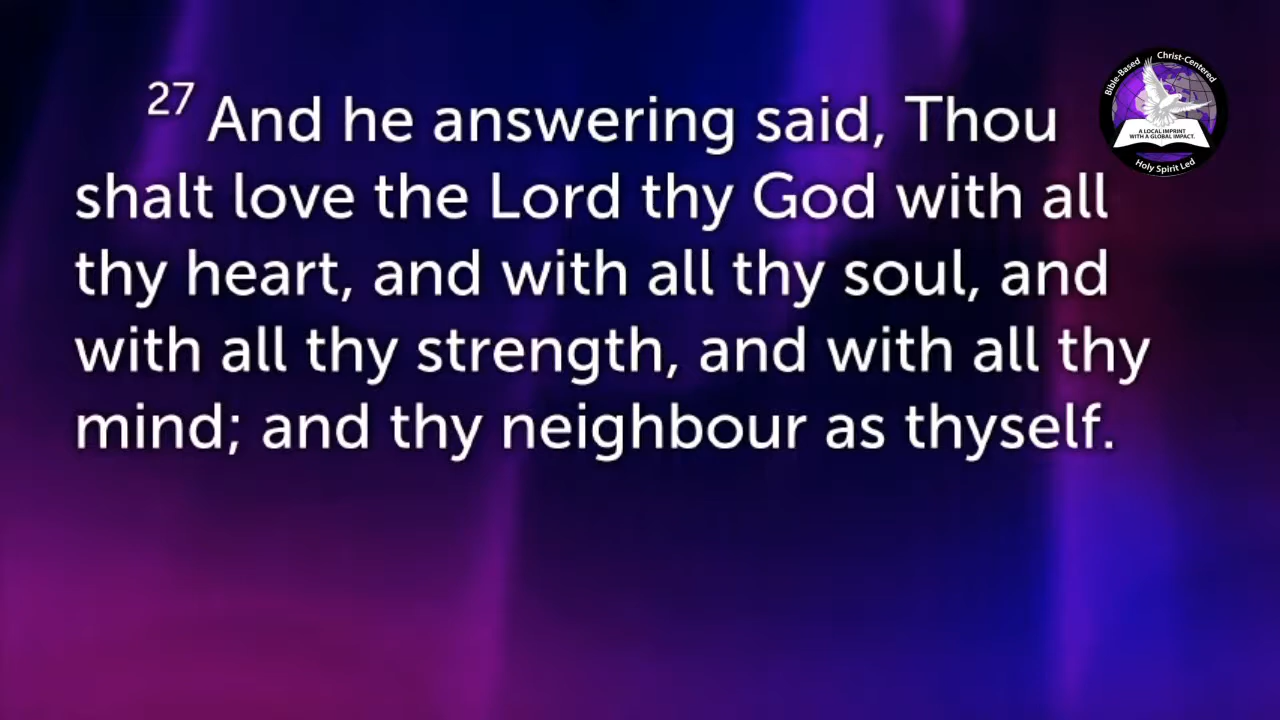 27 And he answering said, Thou
shalt love the Lord thy God with all
thy heart, and with all thy soul, and
with all thy strength, and with all thy
mind; and thy neighbour as thyself.
Bible-Based Christ-Centered
A LOCAL IMPRINT
WITH A GLOBAL IMPACT.
Holy Spirit Led